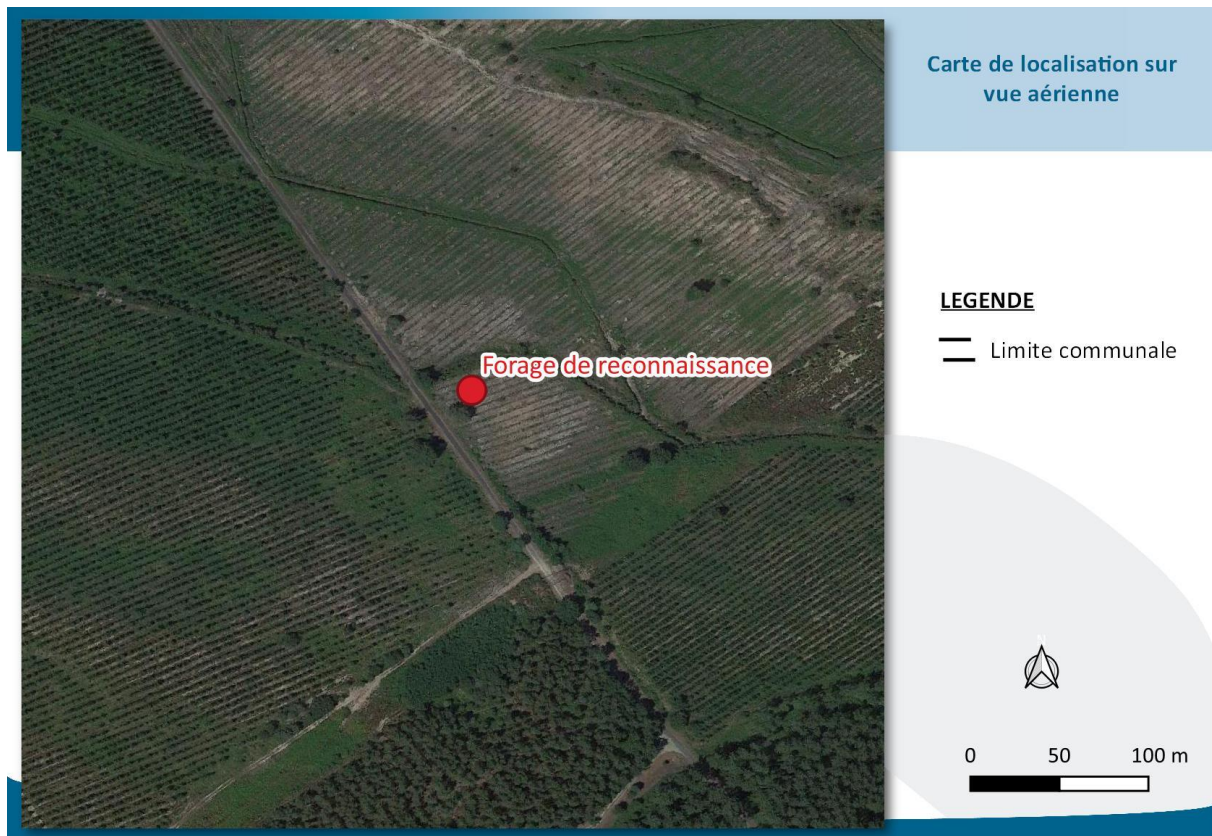 Carte de localisation sur
vue aérienne
Forage de reconnaissance
LEGENDE
Limite communale
N
0 50 100 m